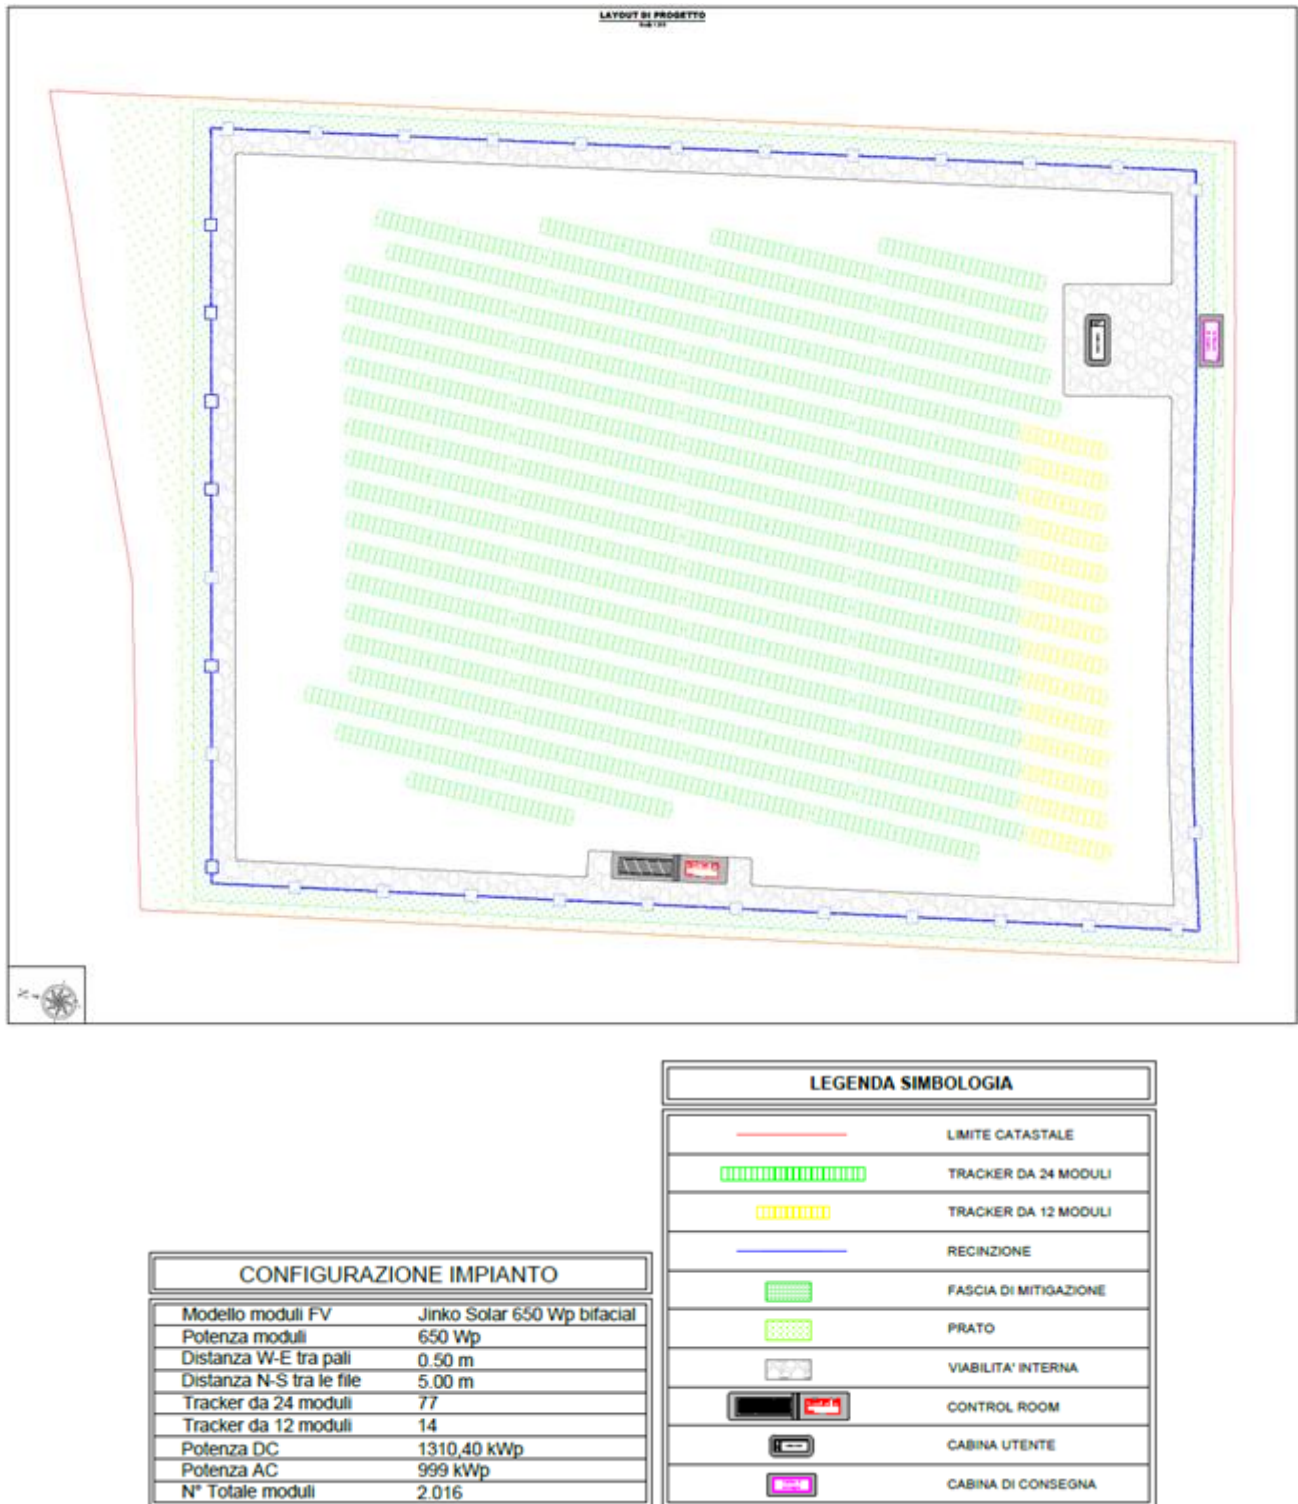 LAYOUT DI PROGETTO
N
LEGENDA SIMBOLOGIA
LIMITE CATASTALE
TRACKER DA 24 MODULI
TRACKER DA 12 MODULI
RECINZIONE
FASCIA DI MITIGAZIONE
PRATO
VIABILITA' INTERNA
CONTROL ROOM
CABINA UTENTE
CABINA DI CONSEGNA
CONFIGURAZIONE IMPIANTO
Modello moduli FV Jinko Solar 650 Wp bifacial
Potenza moduli 650 Wp
Distanza W-E tra pali 0.50 m
Distanza N-S tra le file 5.00 m
Tracker da 24 moduli 77
Tracker da 12 moduli 14
Potenza DC 1310,40 kWp
Potenza AC 999 kWp
N° Totale moduli 2.016